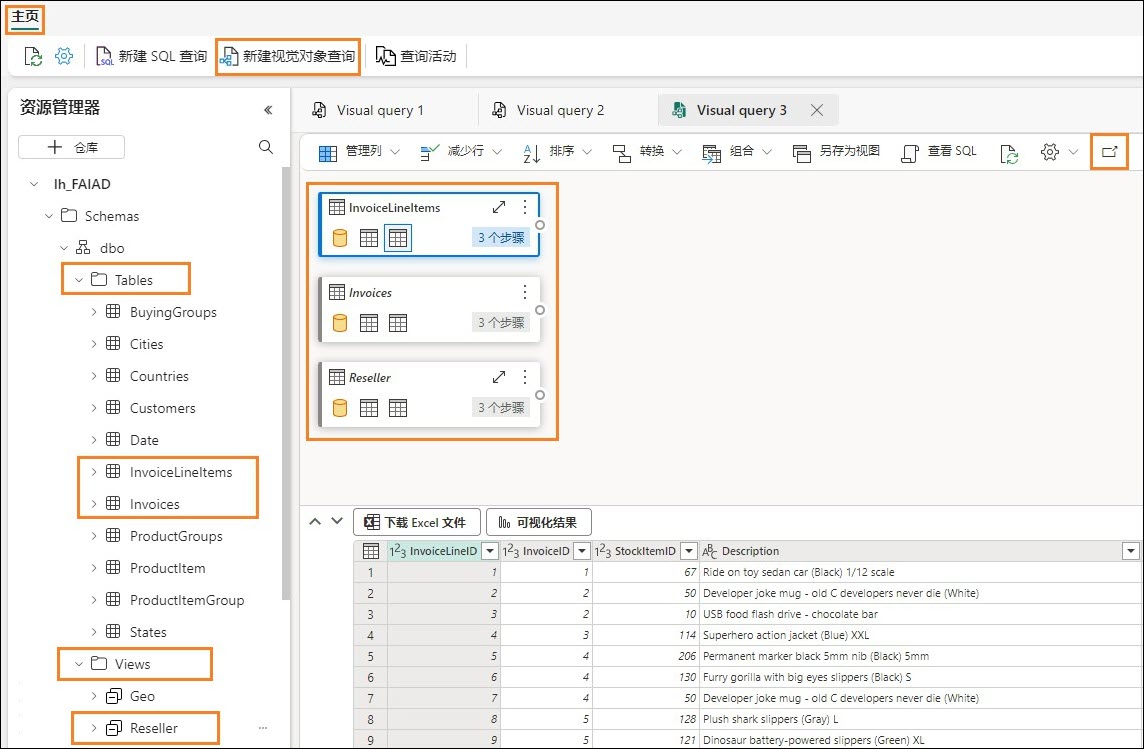 主页
新建 SQL 查询 新建视觉对象查询 查询活动
资源管理器
Visual query 1 Visual query 2 Visual query 3
仓库
管理列 减少行 排序 转换 组合 另存为视图 查看 SQL
lh_FAIAD
Schemas
dbo
Tables
BuyingGroups
Cities
Countries
Customers
Date
InvoiceLineItems
Invoices
ProductGroups
ProductItem
ProductItemGroup
States
Views
Geo
Reseller
InvoiceLineItems
3 个步骤
Invoices
3 个步骤
Reseller
3 个步骤
下载 Excel 文件 可视化结果
InvoiceLineID InvoiceID StockItemID Description
1 1 1 67 Ride on toy sedan car (Black) 1/12 scale
2 2 2 50 Developer joke mug - old C developers never die (White)
3 3 2 10 USB food flash drive - chocolate bar
4 4 3 114 Superhero action jacket (Blue) XXL
5 5 4 206 Permanent marker black 5mm nib (Black) 5mm
6 6 4 130 Furry gorilla with big eyes slippers (Black) S
7 7 4 50 Developer joke mug - old C developers never die (White)
8 8 5 128 Plush shark slippers (Gray) L
9 9 5 121 Dinosaur battery-powered slippers (Green) XL